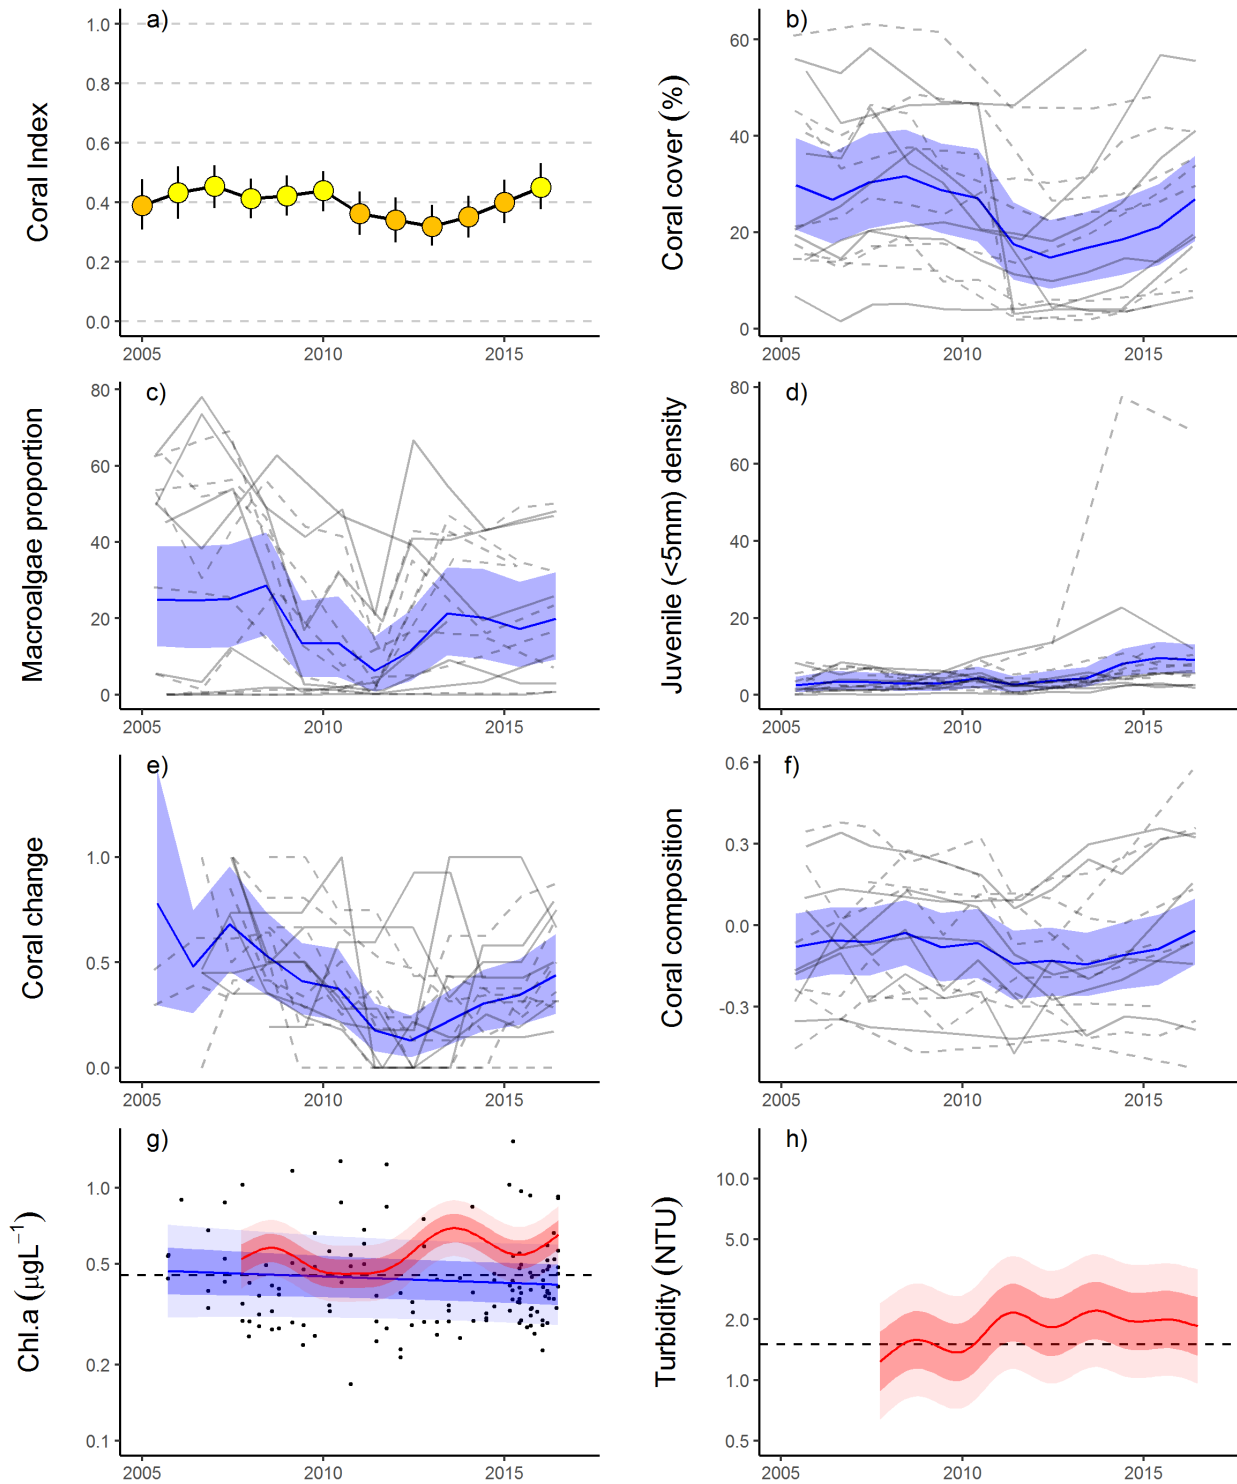 a)
Coral Index
1.0
0.8
0.6
0.4
0.2
0.0
2005 2010 2015
b)
Coral cover (%)
60
40
20
0
2005 2010 2015
c)
Macroalgae proportion
80
60
40
20
0
2005 2010 2015
d)
Juvenile (<5mm) density
80
60
40
20
0
2005 2010 2015
e)
Coral change
1.0
0.5
0.0
2005 2010 2015
f)
Coral composition
0.6
0.3
0.0
-0.3
2005 2010 2015
g)
Chl.a (μgL⁻¹)
1.0
0.5
0.2
0.1
2005 2010 2015
h)
Turbidity (NTU)
10.0
5.0
2.0
1.0
0.5
2005 2010 2015